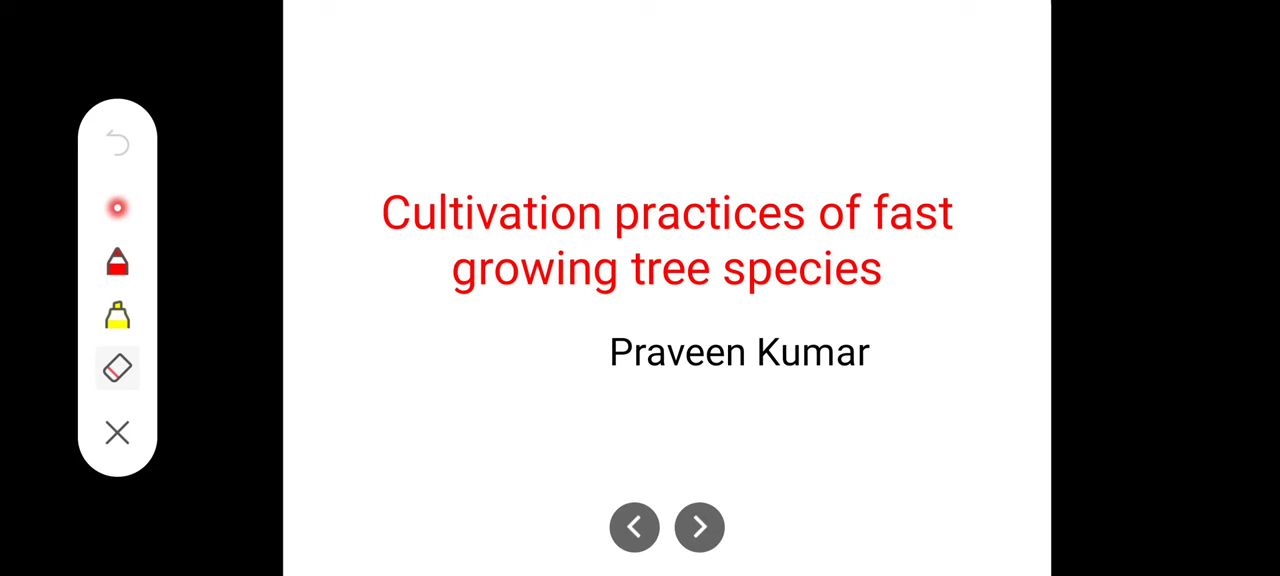 Cultivation practices of fast
growing tree species
Praveen Kumar